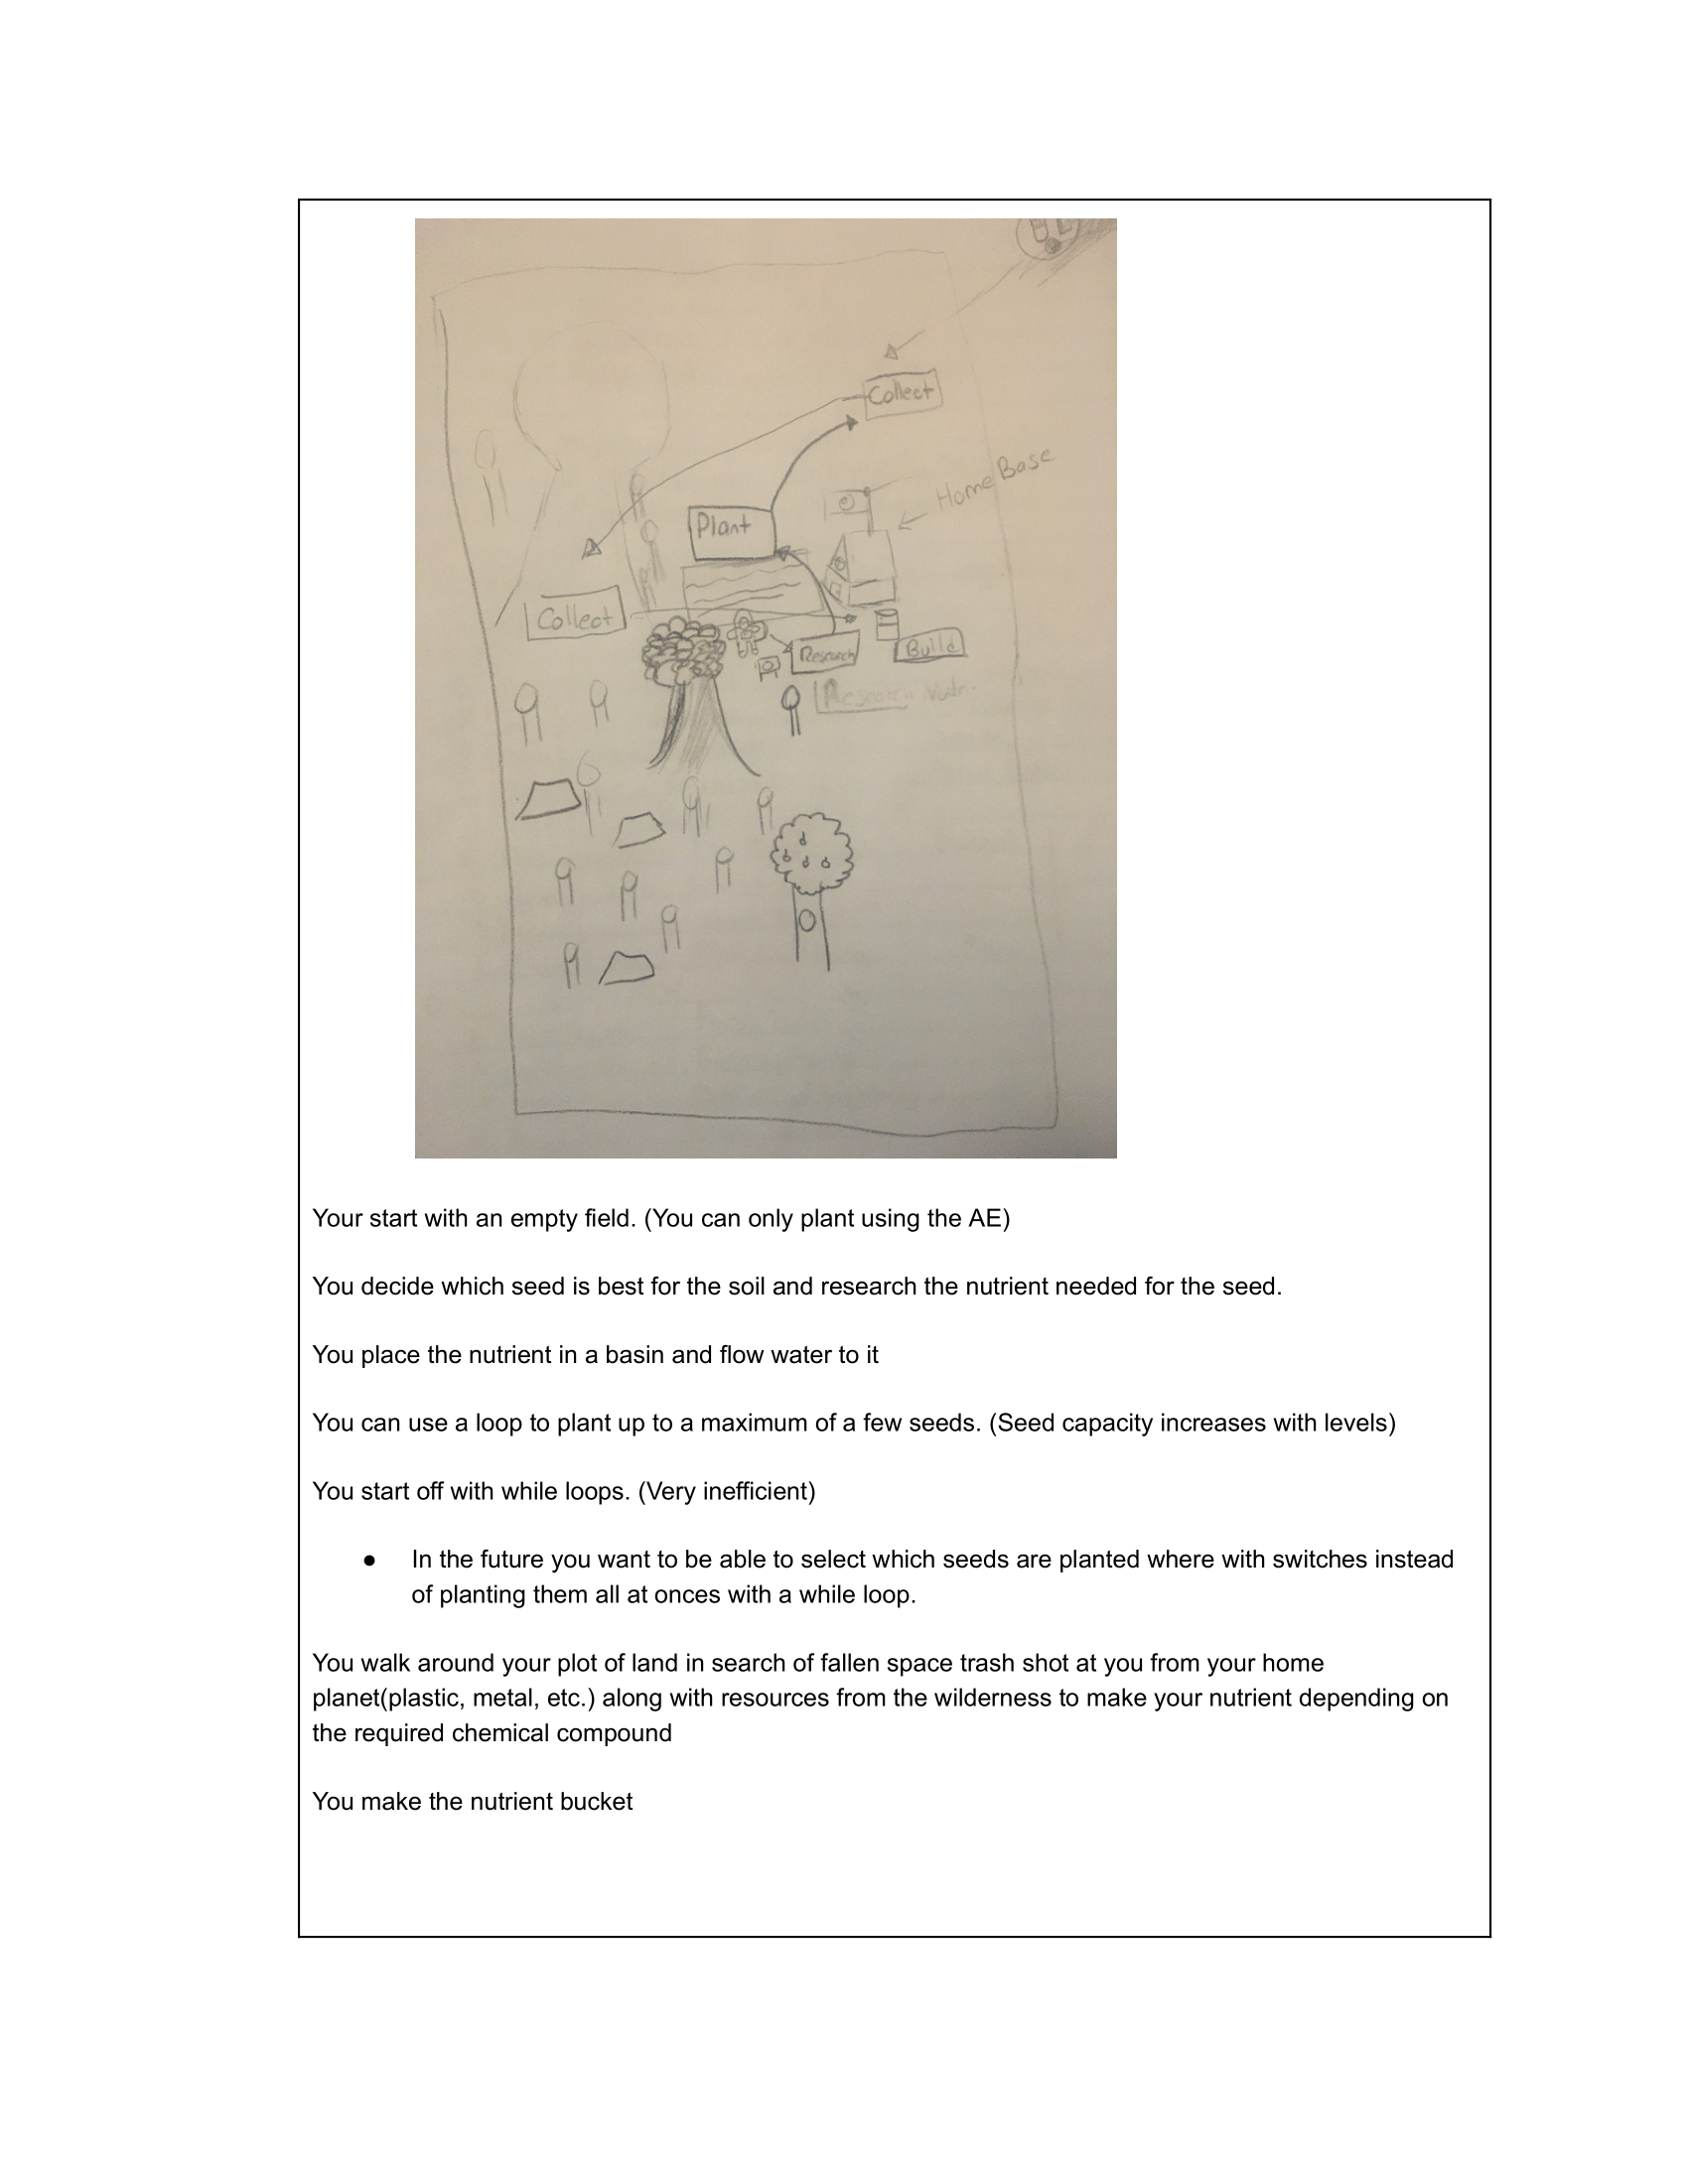 Collect
Home Base
Plant
Collect
Research
Build
Research
Your start with an empty field. (You can only plant using the AE)
You decide which seed is best for the soil and research the nutrient needed for the seed.
You place the nutrient in a basin and flow water to it
You can use a loop to plant up to a maximum of a few seeds. (Seed capacity increases with levels)
You start off with while loops. (Very inefficient)
● In the future you want to be able to select which seeds are planted where with switches instead
of planting them all at onces with a while loop.
You walk around your plot of land in search of fallen space trash shot at you from your home
planet(plastic, metal, etc.) along with resources from the wilderness to make your nutrient depending on
the required chemical compound
You make the nutrient bucket